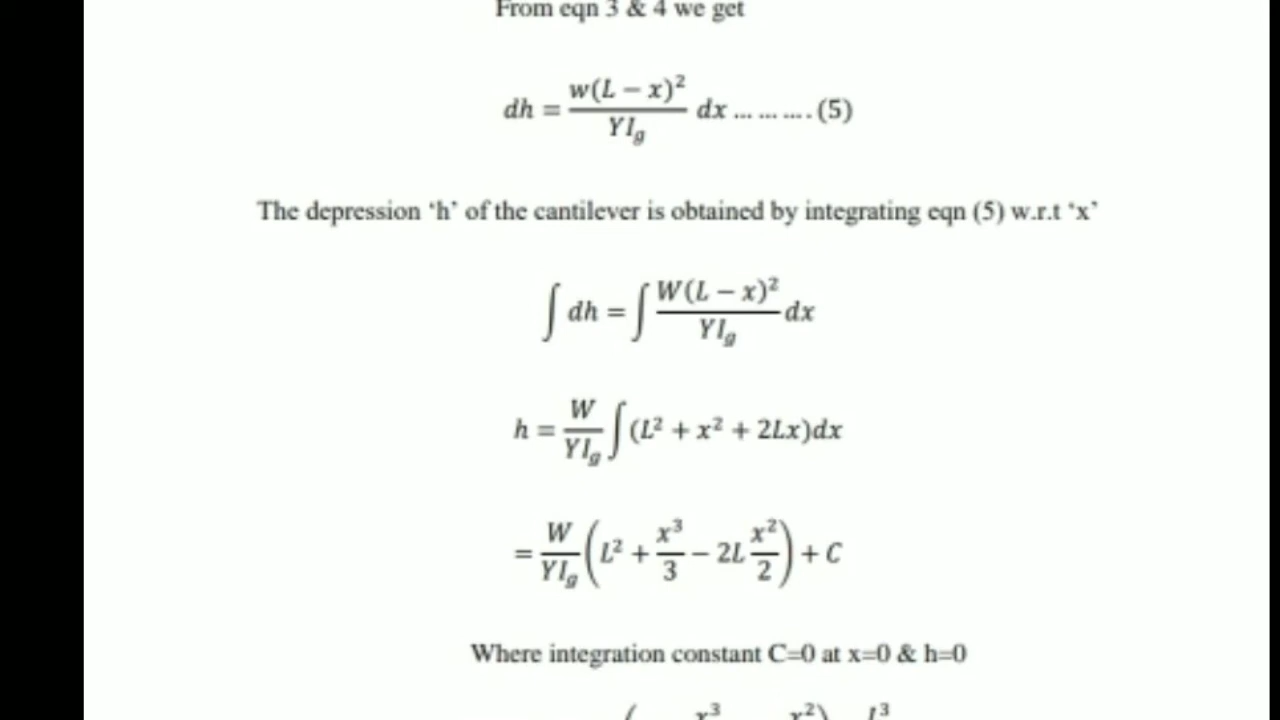 From eqn 3 & 4 we get
dh = w(L − x)² / YI_g dx ... ... .... (5)
The depression ‘h’ of the cantilever is obtained by integrating eqn (5) w.r.t ‘x’
∫ dh = ∫ W(L − x)² / YI_g dx
h = W / YI_g ∫ (L² + x² + 2Lx)dx
= W / YI_g (L² + x³/3 − 2L x²/2) + C
Where integration constant C=0 at x=0 & h=0